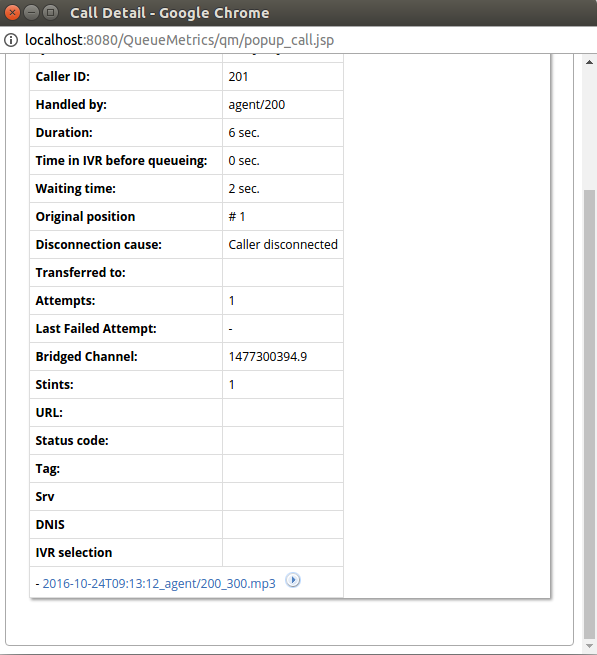 Call Detail - Google Chrome
localhost:8080/QueueMetrics/qm/popup_call.jsp
Caller ID: 201
Handled by: agent/200
Duration: 6 sec.
Time in IVR before queueing: 0 sec.
Waiting time: 2 sec.
Original position # 1
Disconnection cause: Caller disconnected
Transferred to:
Attempts: 1
Last Failed Attempt: -
Bridged Channel: 1477300394.9
Stints: 1
URL:
Status code:
Tag:
Srv
DNIS
IVR selection
- 2016-10-24T09:13:12_agent/200_300.mp3